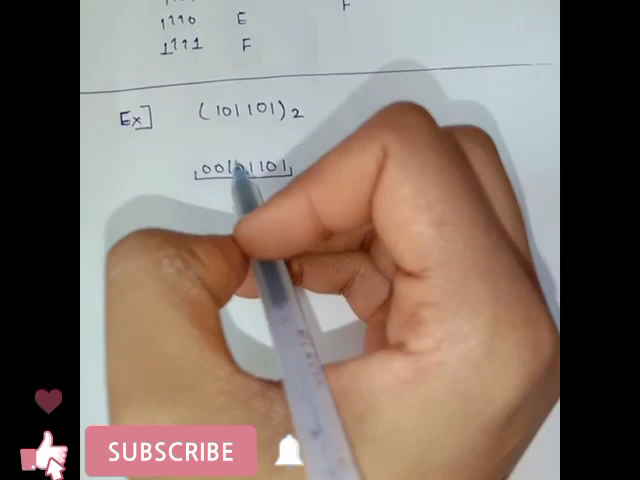 F
1110 E
1111 F
Ex] (101101)2
00101101
SUBSCRIBE